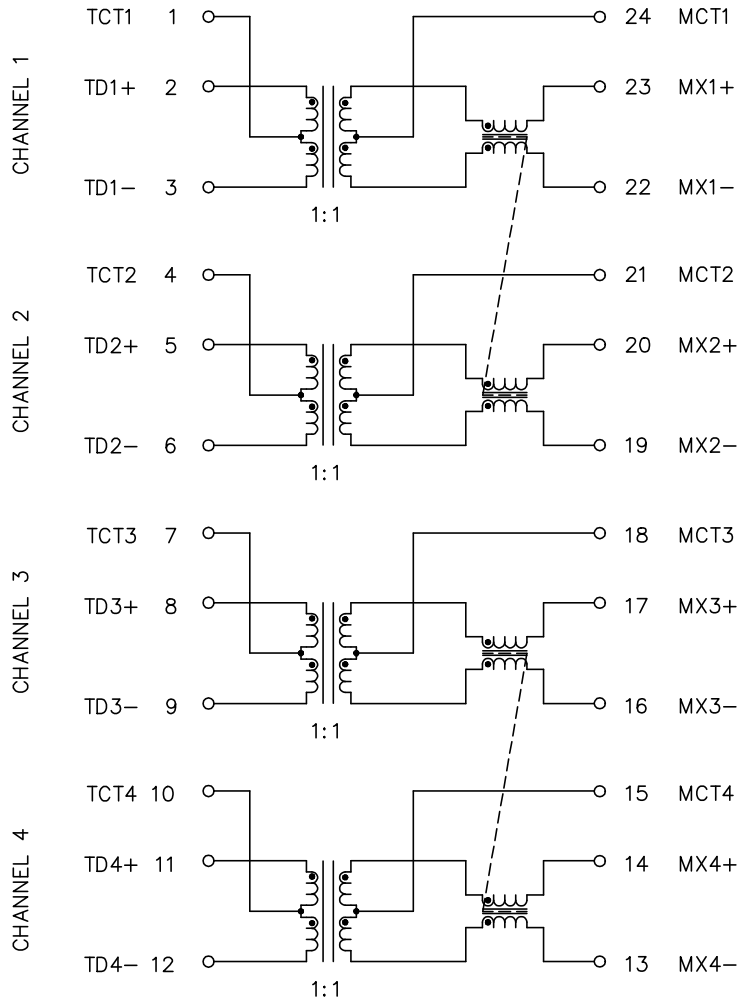 CHANNEL 1
TCT1 1 24 MCT1
TD1+ 2 23 MX1+
TD1− 3 22 MX1−
1:1
CHANNEL 2
TCT2 4 21 MCT2
TD2+ 5 20 MX2+
TD2− 6 19 MX2−
1:1
CHANNEL 3
TCT3 7 18 MCT3
TD3+ 8 17 MX3+
TD3− 9 16 MX3−
1:1
CHANNEL 4
TCT4 10 15 MCT4
TD4+ 11 14 MX4+
TD4− 12 13 MX4−
1:1